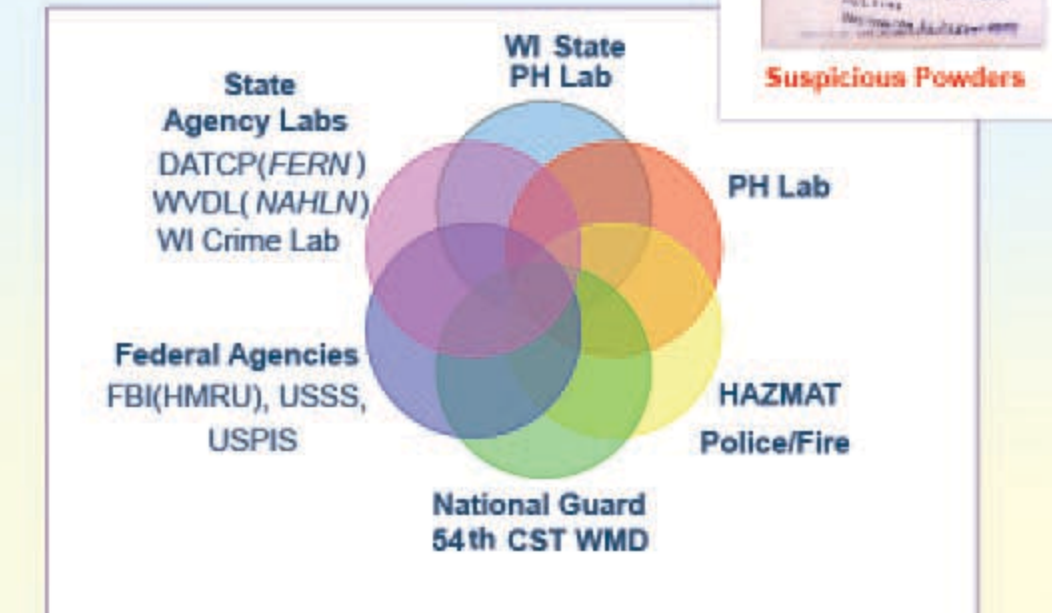 Suspicious Powders
WI State
PH Lab
State
Agency Labs
DATCP(FERN)
WVDL( NAHLN)
WI Crime Lab
PH Lab
Federal Agencies
FBI(HMRU), USSS,
USPIS
HAZMAT
Police/Fire
National Guard
54th CST WMD